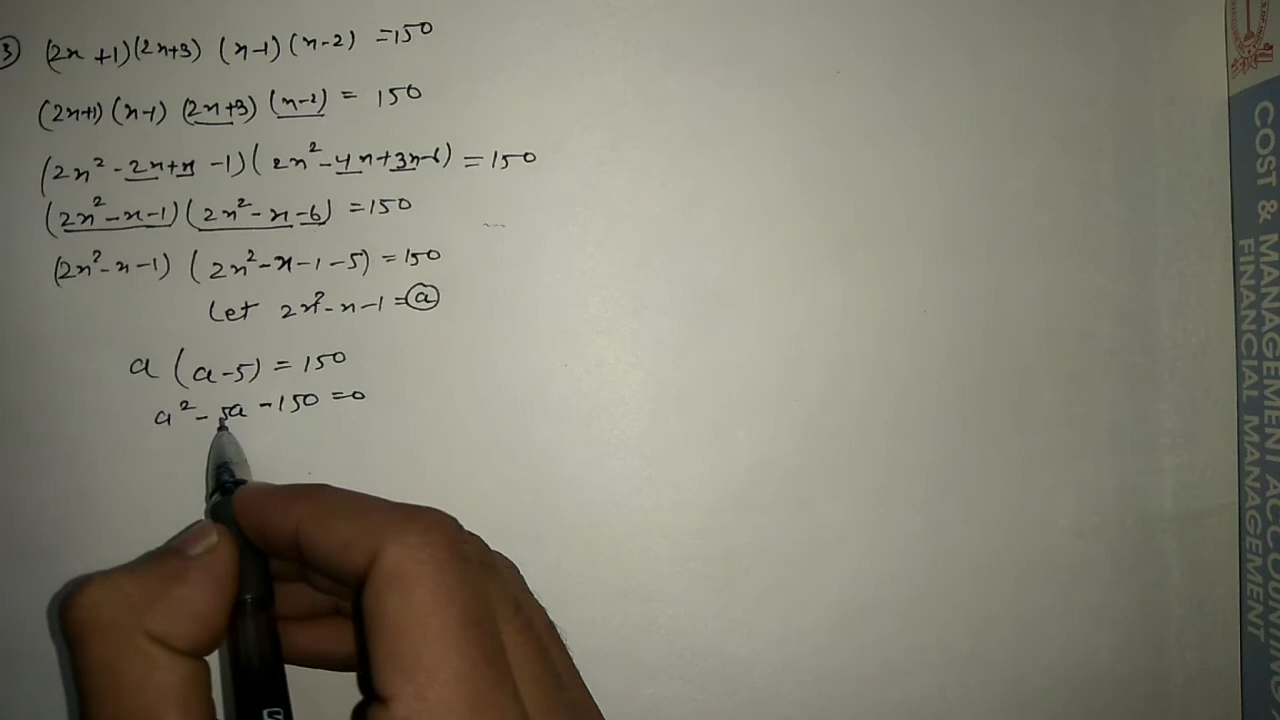 3 (2x+1)(2x+3) (x-1)(x-2) = 150
(2x+1)(x-1) (2x+3) (x-2) = 150
(2x² - 2x+x - 1)(2x² - 4x+3x-6) = 150
(2x² - x - 1)(2x² - x - 6) = 150
(2x² - x - 1) (2x² - x - 1 - 5) = 150
Let 2x² - x - 1 = a
a (a - 5) = 150
a² - 5a - 150 = 0
COST & MANAGEMENT ACCOUNTING
FINANCIAL MANAGEMENT